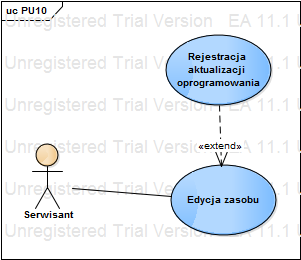 uc PU10
Unregistered Trial Version EA 11.1
Rejestracja
aktualizacji
oprogramowania
Unregistered Trial Version EA 11.1
Unregistered Trial Version EA 11.1
«extend»
Unregistered Trial Version EA 11.1
Edycja zasobu
Serwisant
Unregistered Trial Version EA 11.1